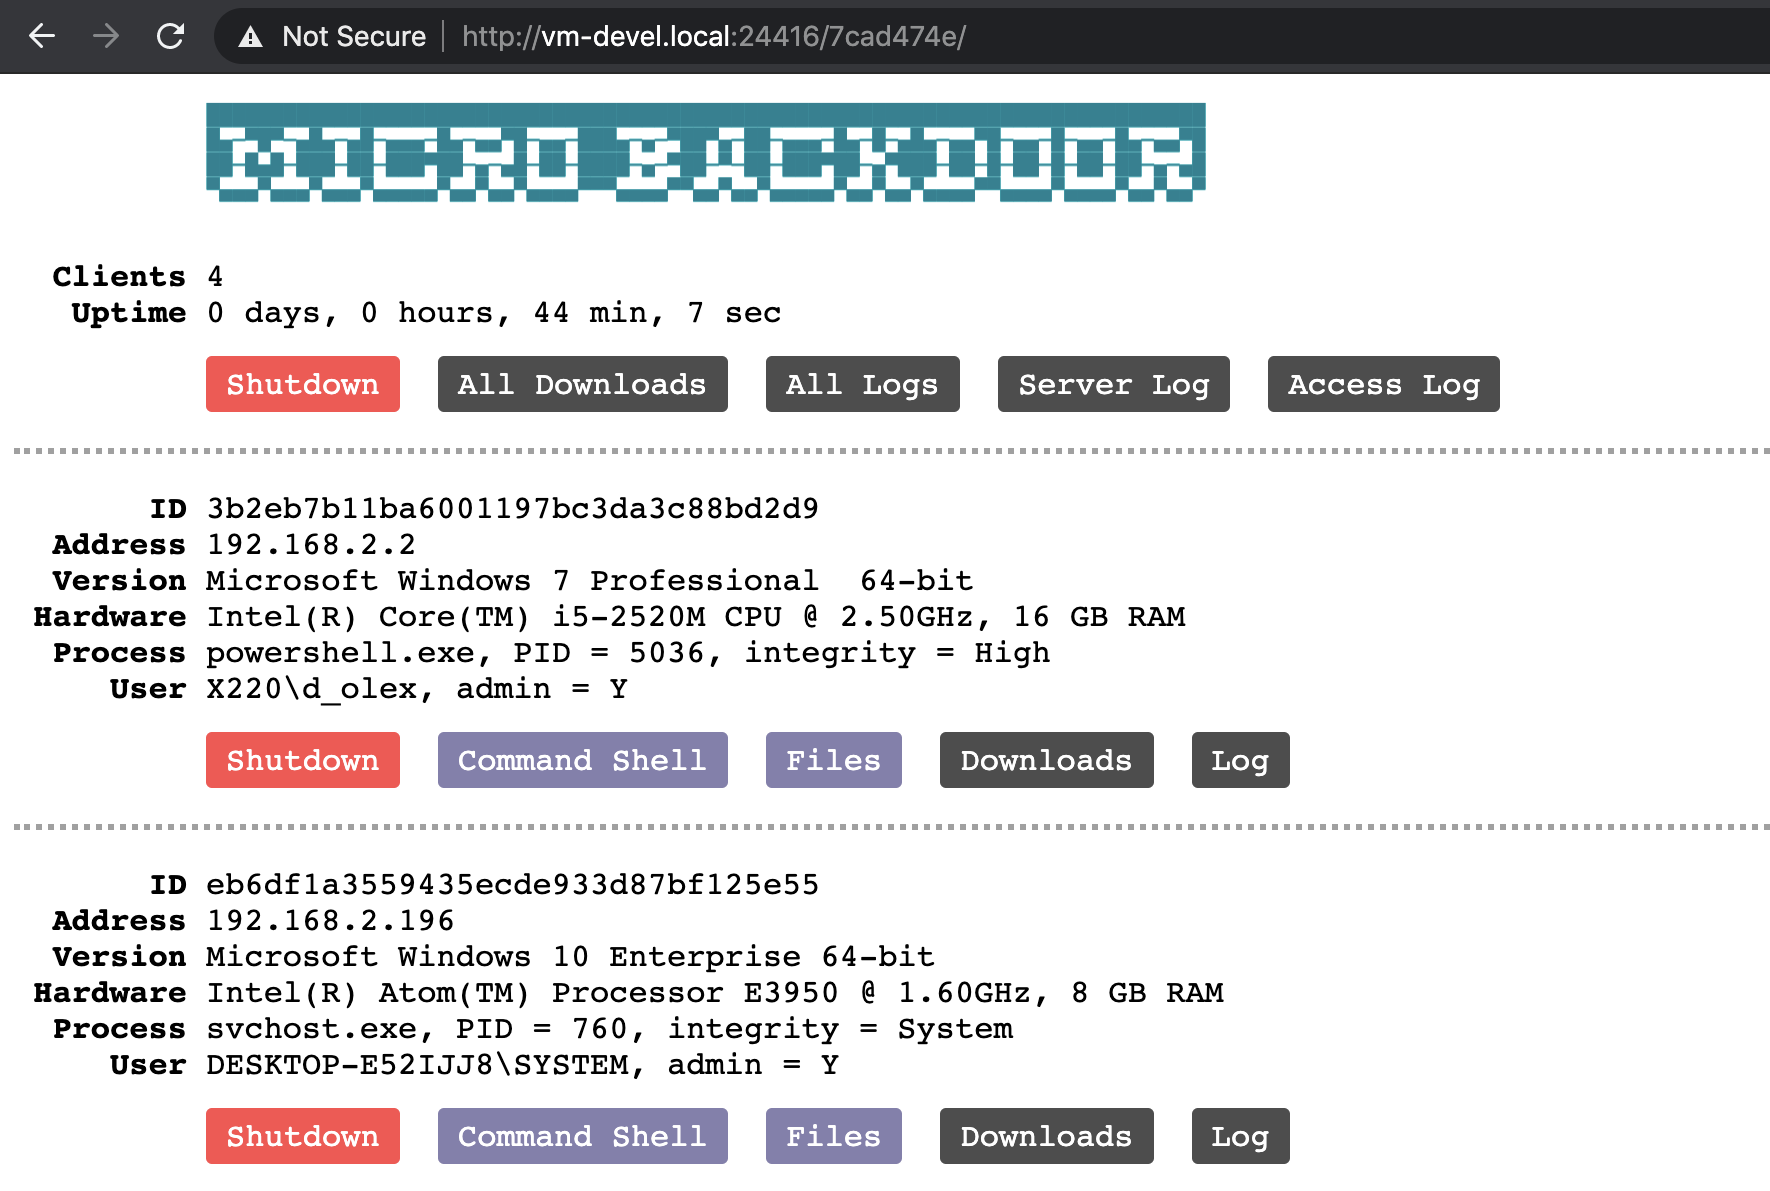 Not Secure http://vm-devel.local:24416/7cad474e/
MICRO BACKDOOR
Clients 4
Uptime 0 days, 0 hours, 44 min, 7 sec
Shutdown All Downloads All Logs Server Log Access Log
ID 3b2eb7b11ba6001197bc3da3c88bd2d9
Address 192.168.2.2
Version Microsoft Windows 7 Professional  64-bit
Hardware Intel(R) Core(TM) i5-2520M CPU @ 2.50GHz, 16 GB RAM
Process powershell.exe, PID = 5036, integrity = High
User X220\d_olex, admin = Y
Shutdown Command Shell Files Downloads Log
ID eb6df1a3559435ecde933d87bf125e55
Address 192.168.2.196
Version Microsoft Windows 10 Enterprise 64-bit
Hardware Intel(R) Atom(TM) Processor E3950 @ 1.60GHz, 8 GB RAM
Process svchost.exe, PID = 760, integrity = System
User DESKTOP-E52IJJ8\SYSTEM, admin = Y
Shutdown Command Shell Files Downloads Log